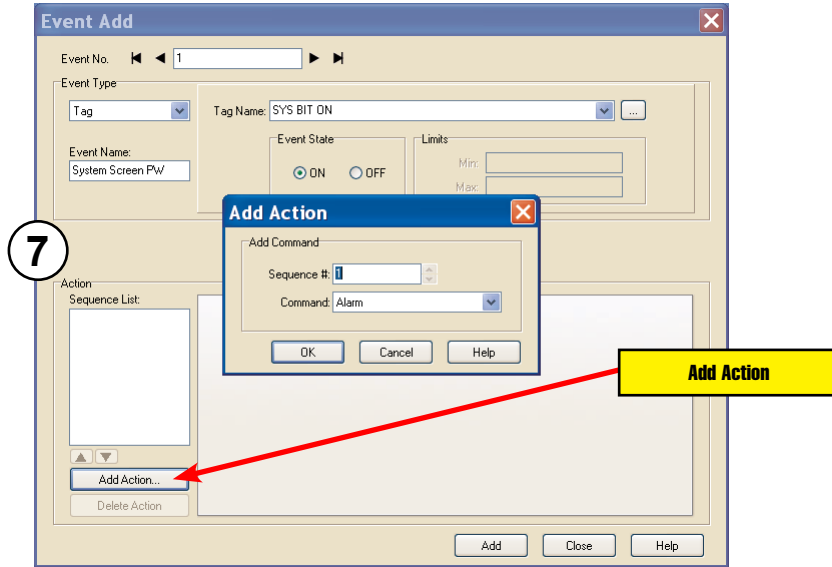 Event Add
Event No. 1
Event Type
Tag
Tag Name: SYS BIT ON
...
Event Name:
System Screen PW
Event State
ON OFF
Limits
Min:
Max:
Add Action
Add Command
Sequence #: 1
Command: Alarm
OK Cancel Help
7
Action
Sequence List:
Add Action
Add Action...
Delete Action
Add Close Help